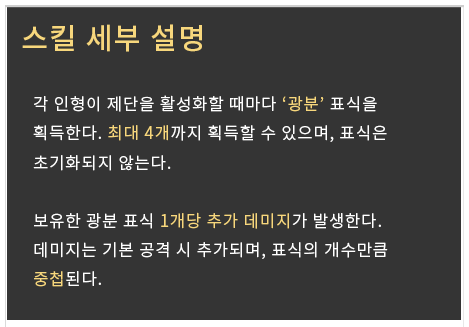 스킬 세부 설명
각 인형이 제단을 활성화할 때마다 ‘광분’ 표식을
획득한다. 최대 4개까지 획득할 수 있으며, 표식은
초기화되지 않는다.
보유한 광분 표식 1개당 추가 데미지가 발생한다.
데미지는 기본 공격 시 추가되며, 표식의 개수만큼
중첩된다.